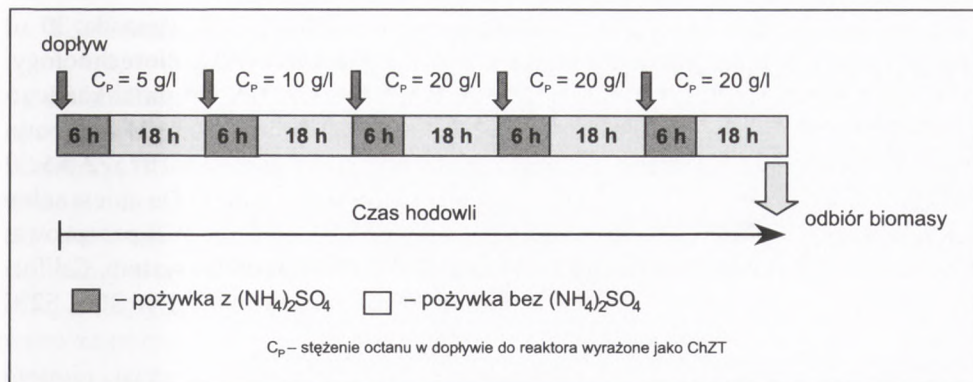 dopływ
C_P = 5 g/l C_P = 10 g/l C_P = 20 g/l C_P = 20 g/l C_P = 20 g/l
6 h 18 h 6 h 18 h 6 h 18 h 6 h 18 h 6 h 18 h
Czas hodowli
odbiór biomasy
– pożywka z (NH₄)₂SO₄ – pożywka bez (NH₄)₂SO₄
C_P – stężenie octanu w dopływie do reaktora wyrażone jako ChZT